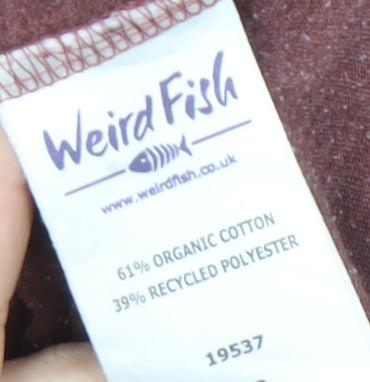 Weird Fish
www.weirdfish.co.uk
61% ORGANIC COTTON
39% RECYCLED POLYESTER
19537